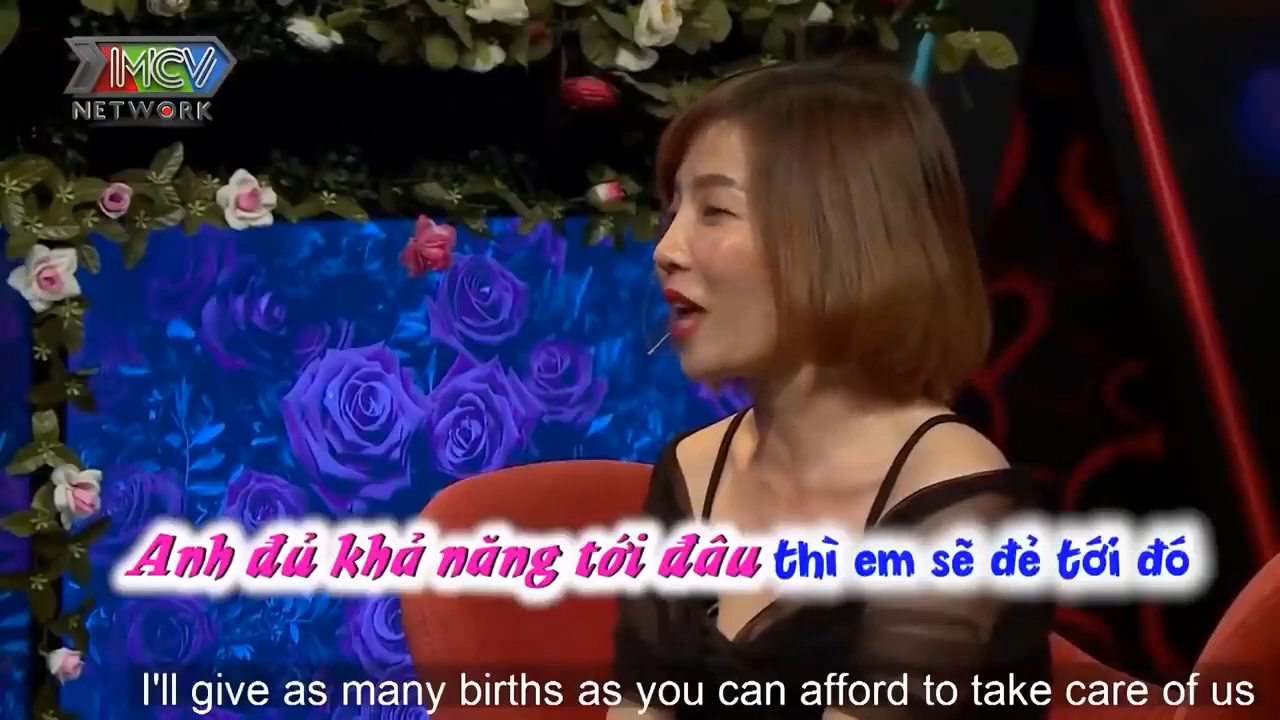 MCV
NETWORK
Anh đủ khả năng tới đâu thì em sẽ đẻ tới đó
I'll give as many births as you can afford to take care of us